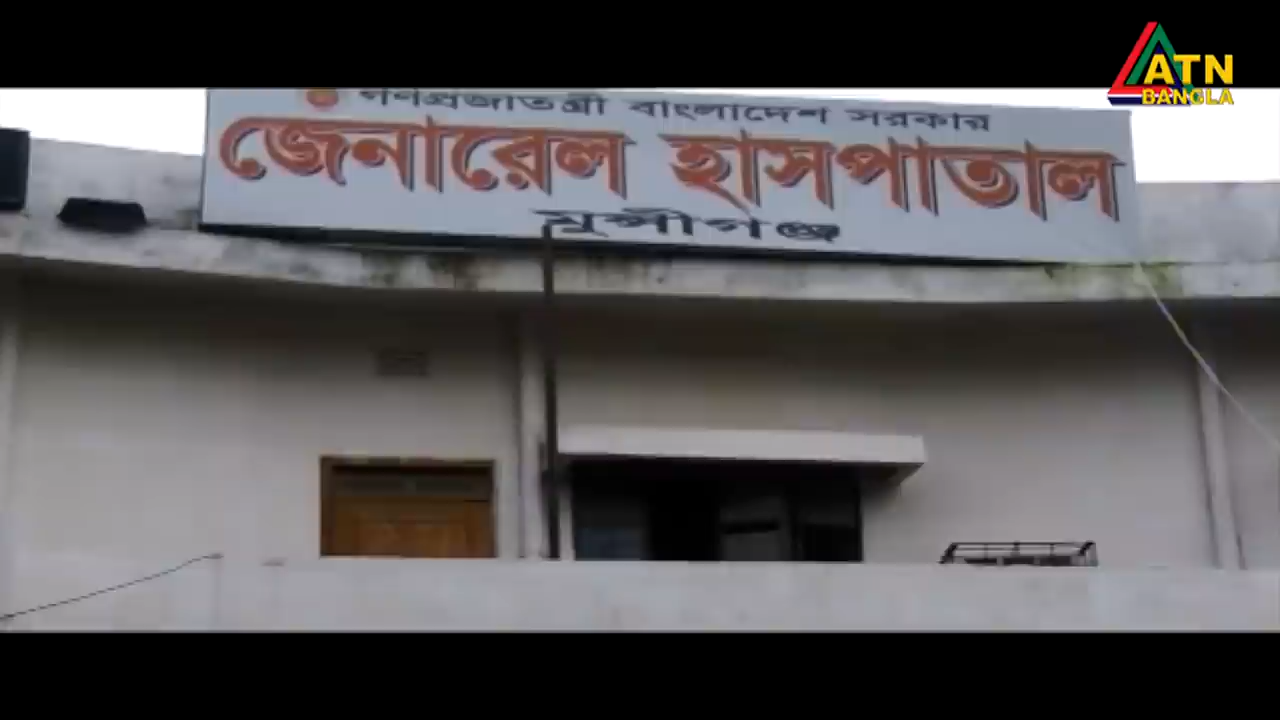 ATN
BANGLA
গণপ্রজাতন্ত্রী বাংলাদেশ সরকার
জেনারেল হাসপাতাল
মুন্সীগঞ্জ